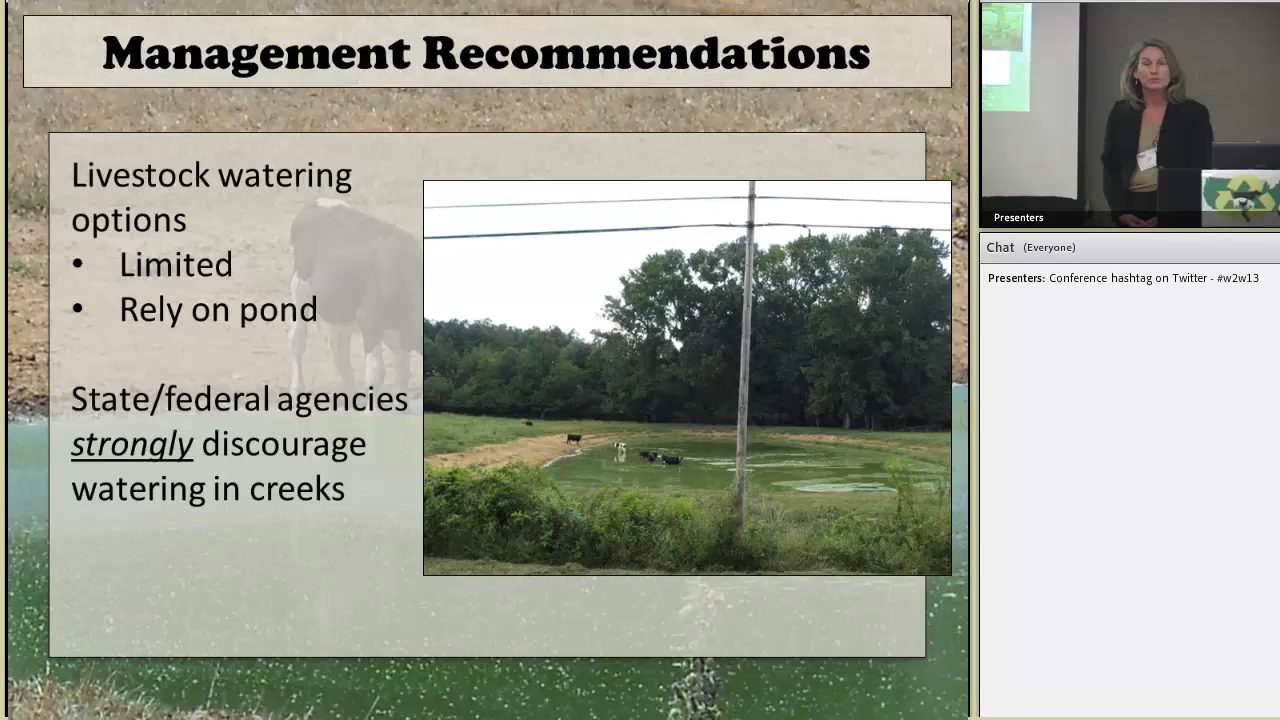 Management Recommendations
Livestock watering
options
• Limited
• Rely on pond
State/federal agencies
strongly discourage
watering in creeks
Presenters
Chat (Everyone)
Presenters: Conference hashtag on Twitter - #w2w13